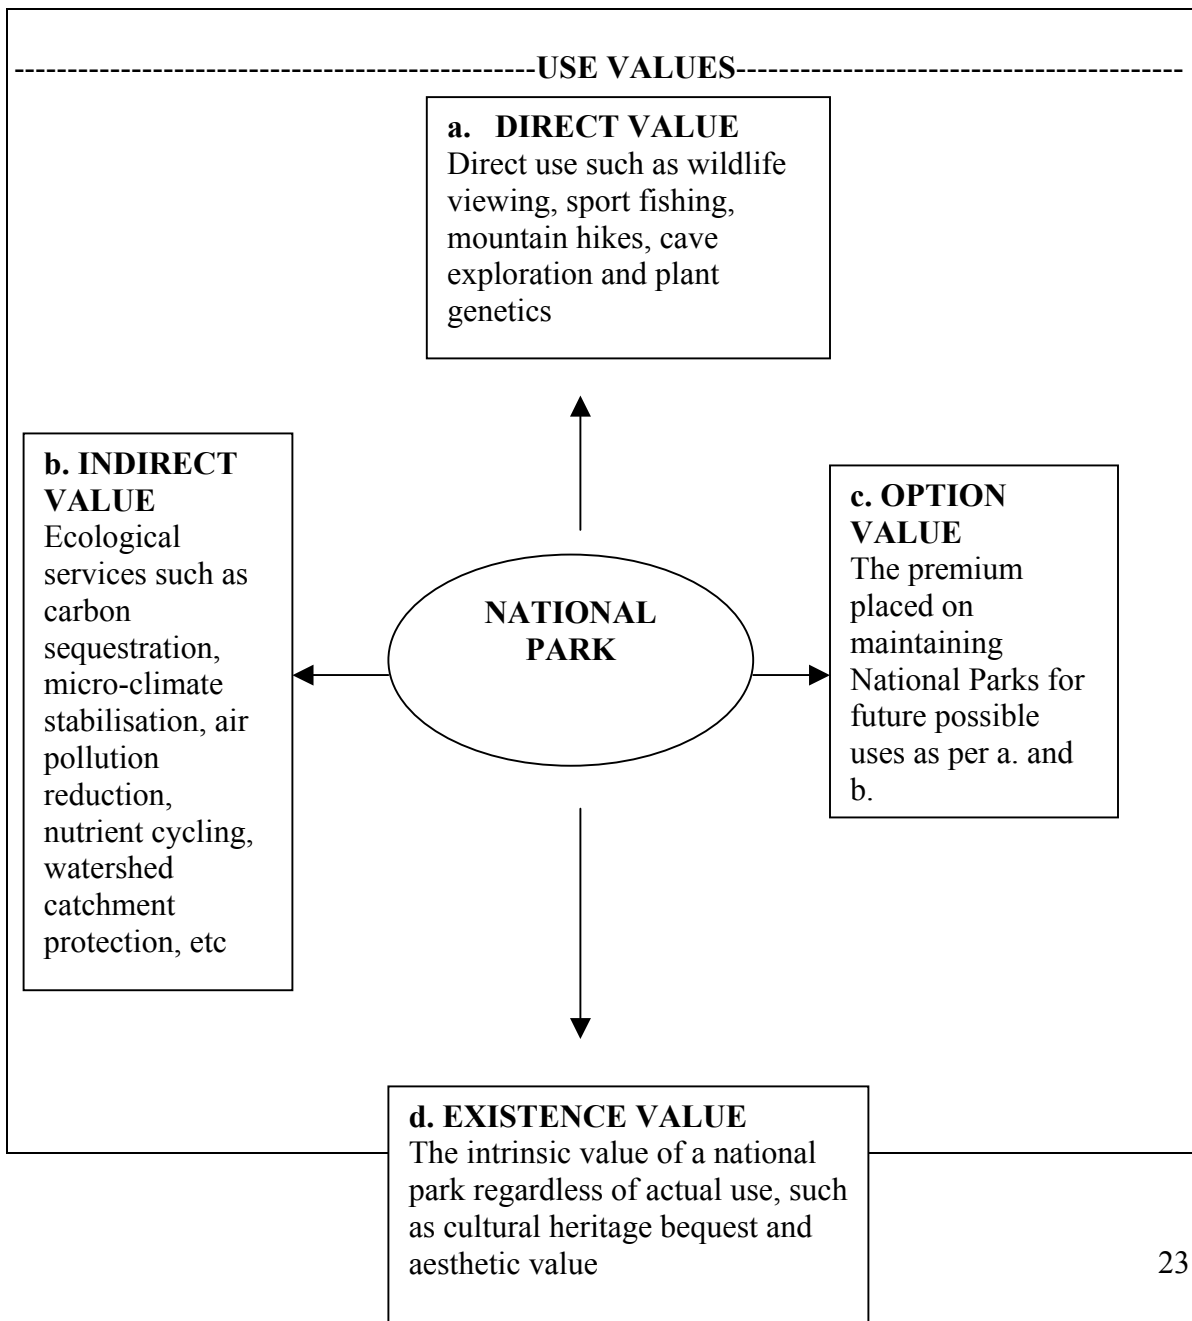 --------------------------------------------------USE VALUES-------------------------------------------
a. DIRECT VALUE
Direct use such as wildlife
viewing, sport fishing,
mountain hikes, cave
exploration and plant
genetics
b. INDIRECT
VALUE
Ecological
services such as
carbon
sequestration,
micro-climate
stabilisation, air
pollution
reduction,
nutrient cycling,
watershed
catchment
protection, etc
NATIONAL
PARK
c. OPTION
VALUE
The premium
placed on
maintaining
National Parks for
future possible
uses as per a. and
b.
d. EXISTENCE VALUE
The intrinsic value of a national
park regardless of actual use, such
as cultural heritage bequest and
aesthetic value
23